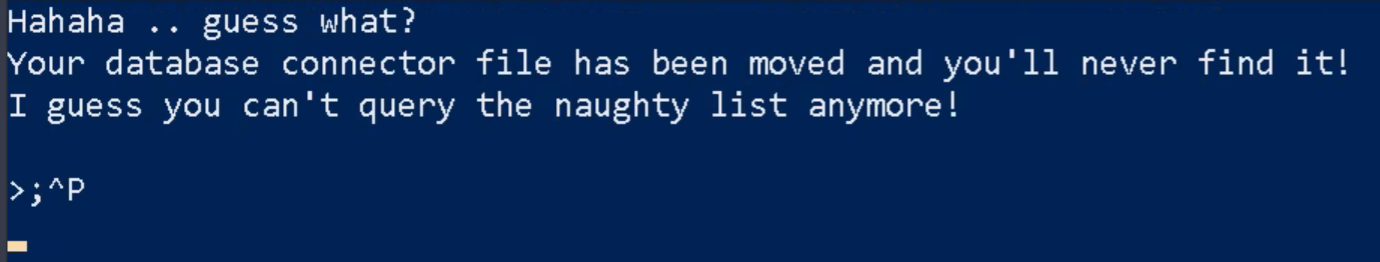 Hahaha .. guess what?
Your database connector file has been moved and you'll never find it!
I guess you can't query the naughty list anymore!
>;^P